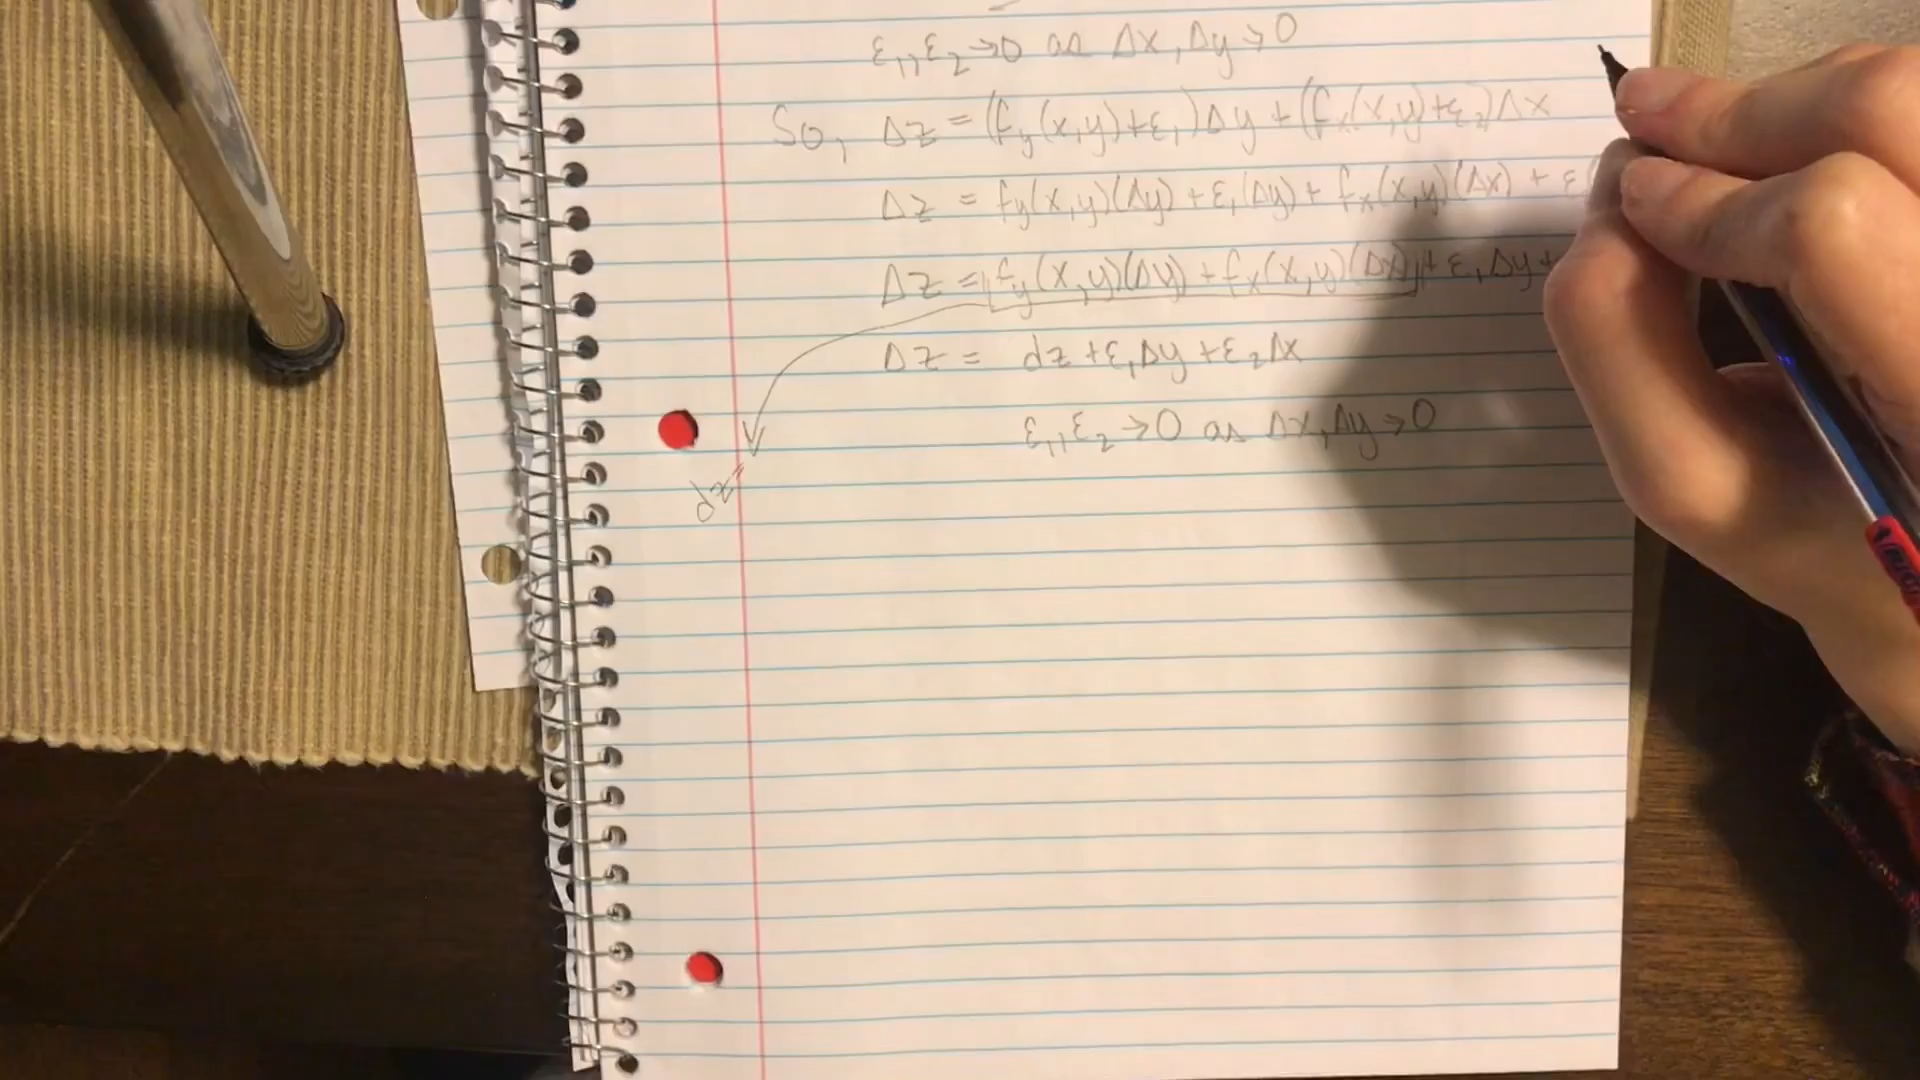 ε₁,ε₂→0 as Δx,Δy→0
So, Δz = (fy(x,y)+ε₁)Δy + (fx(x,y)+ε₂)Δx
Δz = fy(x,y)(Δy) + ε₁(Δy) + fx(x,y)(Δx) + ε
Δz = fy(x,y)(Δy) + fx(x,y)(Δx) + ε₁Δy +
Δz = dz + ε₁Δy + ε₂Δx
ε₁,ε₂→0 as Δx,Δy→0
dz